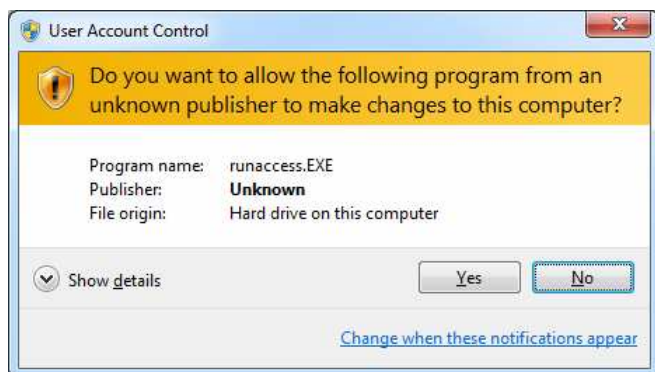 User Account Control
Do you want to allow the following program from an
unknown publisher to make changes to this computer?
Program name: runaccess.EXE
Publisher: Unknown
File origin: Hard drive on this computer
Show details Yes No
Change when these notifications appear